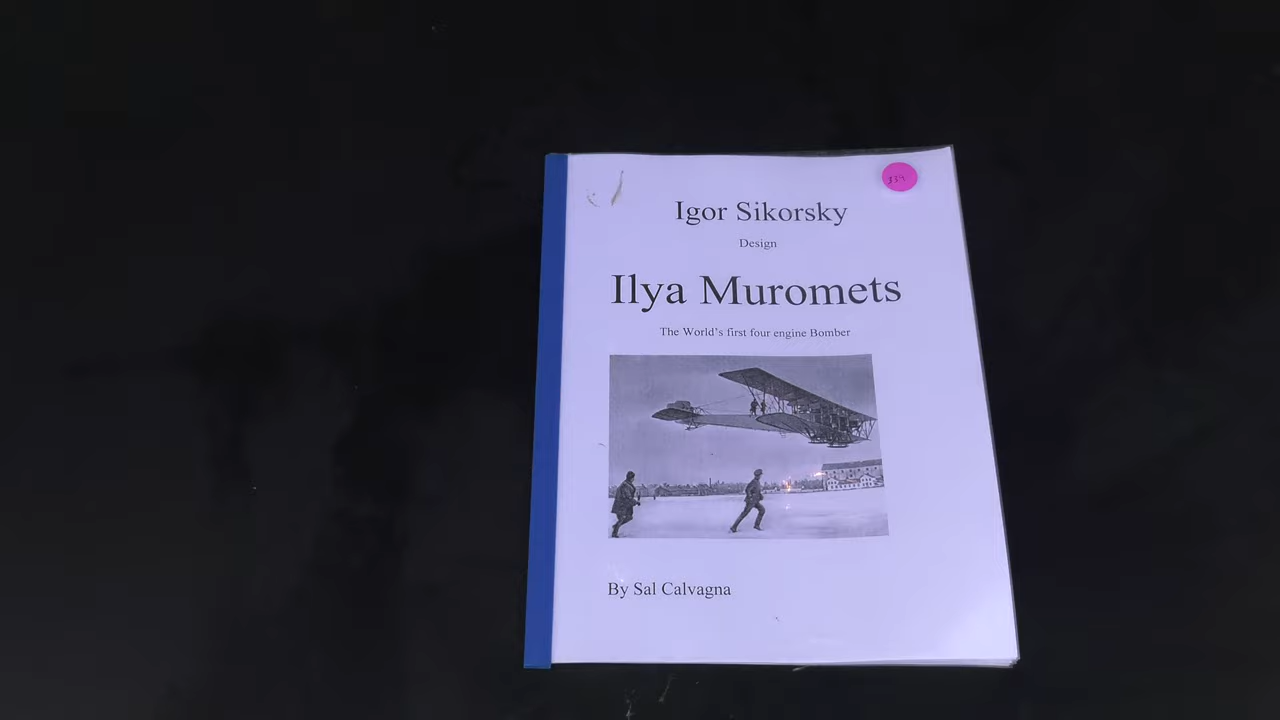 Igor Sikorsky
Design
Ilya Muromets
The World's first four engine Bomber
By Sal Calvagna